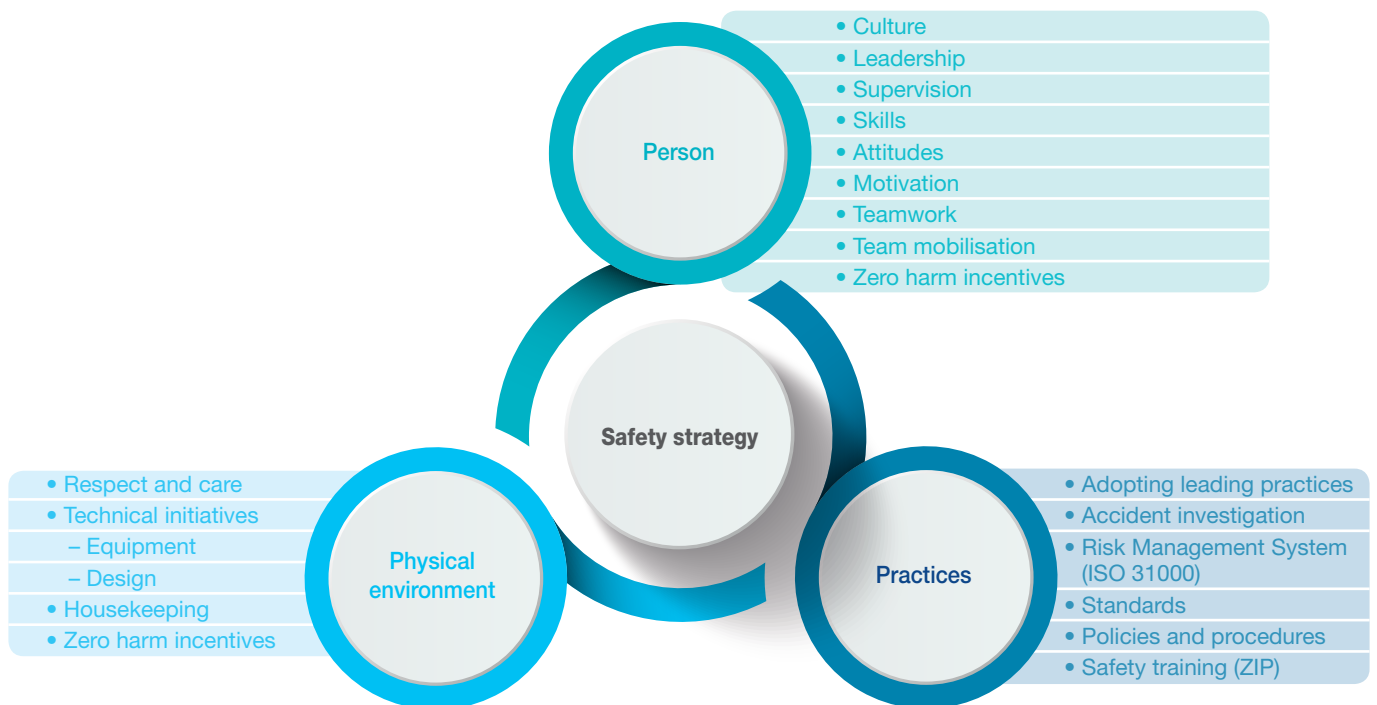 Person
• Culture
• Leadership
• Supervision
• Skills
• Attitudes
• Motivation
• Teamwork
• Team mobilisation
• Zero harm incentives
Safety strategy
Physical
environment
• Respect and care
• Technical initiatives
– Equipment
– Design
• Housekeeping
• Zero harm incentives
Practices
• Adopting leading practices
• Accident investigation
• Risk Management System
(ISO 31000)
• Standards
• Policies and procedures
• Safety training (ZIP)